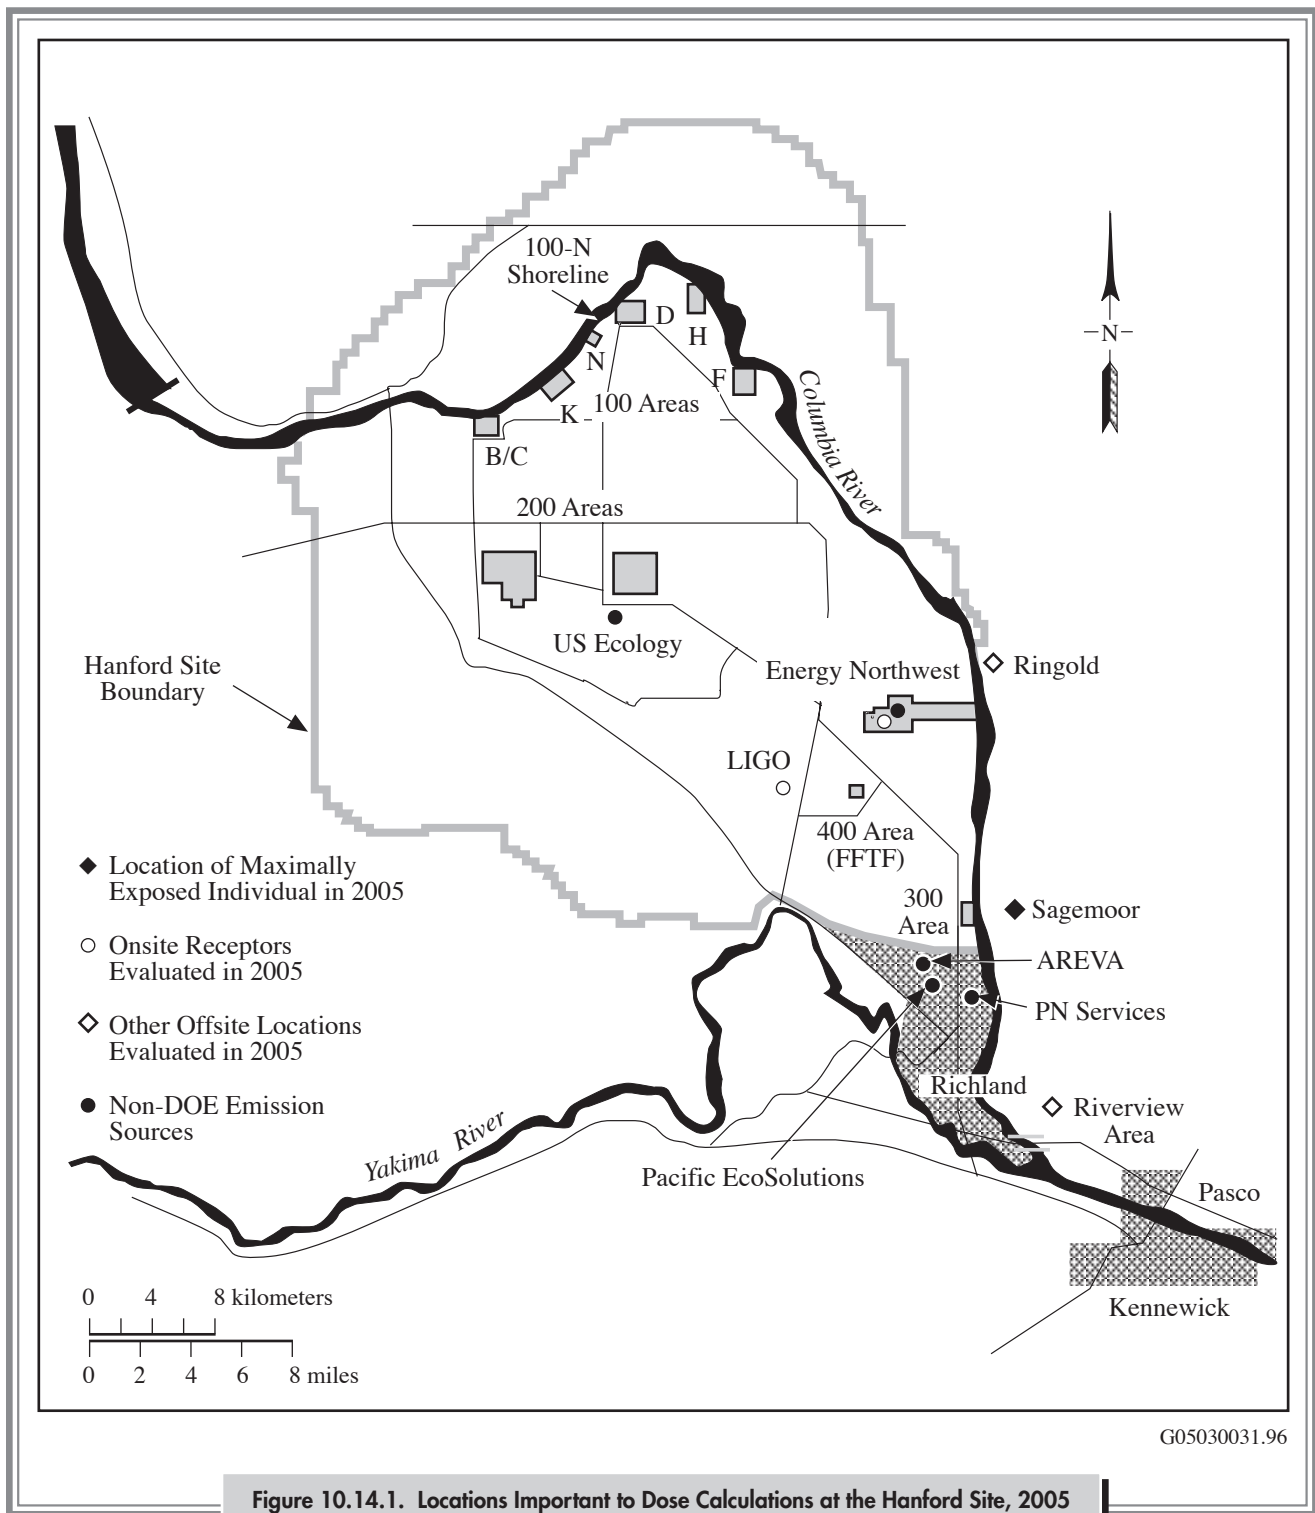 100-N
Shoreline
D
H
N
F
K
100 Areas
B/C
Columbia River
N
200 Areas
US Ecology
Energy Northwest
Ringold
Hanford Site
Boundary
LIGO
400 Area
(FFTF)
300
Area
Sagemoor
AREVA
PN Services
Richland
Riverview
Area
Yakima River
Pacific EcoSolutions
Pasco
Kennewick
Location of Maximally
Exposed Individual in 2005
Onsite Receptors
Evaluated in 2005
Other Offsite Locations
Evaluated in 2005
Non-DOE Emission
Sources
0 4 8 kilometers
0 2 4 6 8 miles
G05030031.96
Figure 10.14.1. Locations Important to Dose Calculations at the Hanford Site, 2005